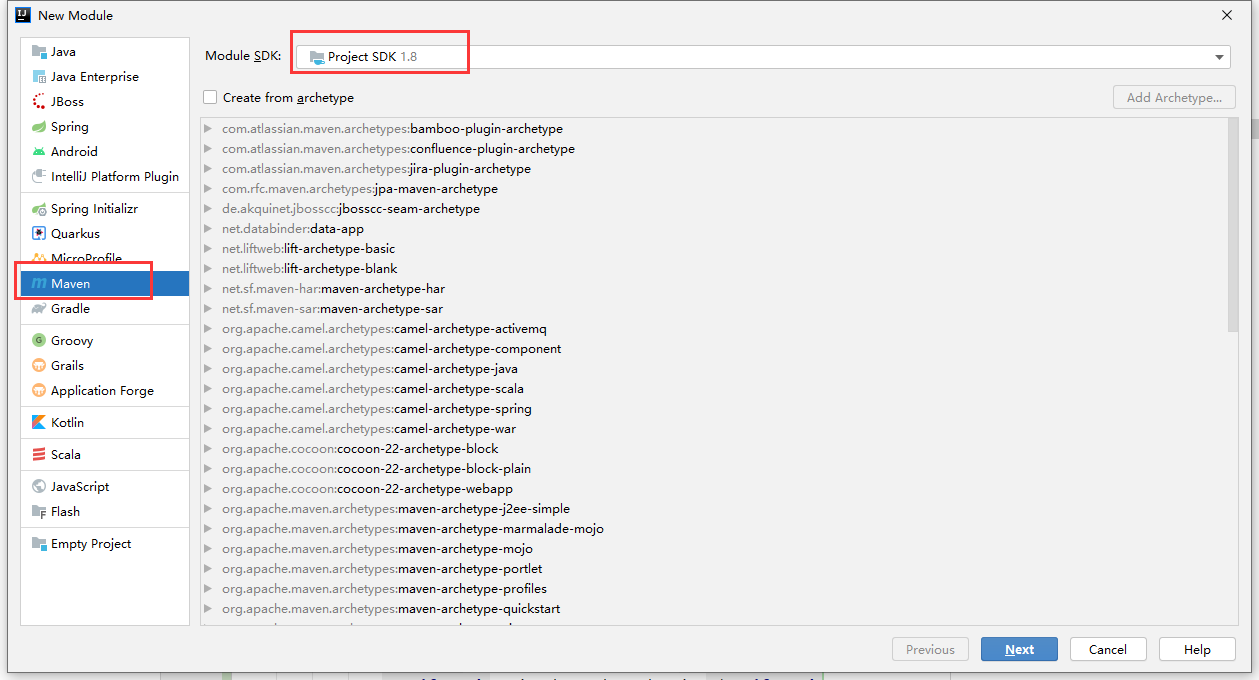 New Module
Java
Java Enterprise
JBoss
Spring
Android
IntelliJ Platform Plugin
Spring Initializr
Quarkus
MicroProfile
Maven
Gradle
Groovy
Grails
Application Forge
Kotlin
Scala
JavaScript
Flash
Empty Project
Module SDK: Project SDK 1.8
Create from archetype Add Archetype...
com.atlassian.maven.archetypes:bamboo-plugin-archetype
com.atlassian.maven.archetypes:confluence-plugin-archetype
com.atlassian.maven.archetypes:jira-plugin-archetype
com.rfc.maven.archetypes:jpa-maven-archetype
de.akquinet.jbosscc:jbosscc-seam-archetype
net.databinder:data-app
net.liftweb:lift-archetype-basic
net.liftweb:lift-archetype-blank
net.sf.maven-har:maven-archetype-har
net.sf.maven-sar:maven-archetype-sar
org.apache.camel.archetypes:camel-archetype-activemq
org.apache.camel.archetypes:camel-archetype-component
org.apache.camel.archetypes:camel-archetype-java
org.apache.camel.archetypes:camel-archetype-scala
org.apache.camel.archetypes:camel-archetype-spring
org.apache.camel.archetypes:camel-archetype-war
org.apache.cocoon:cocoon-22-archetype-block
org.apache.cocoon:cocoon-22-archetype-block-plain
org.apache.cocoon:cocoon-22-archetype-webapp
org.apache.maven.archetypes:maven-archetype-j2ee-simple
org.apache.maven.archetypes:maven-archetype-marmalade-mojo
org.apache.maven.archetypes:maven-archetype-mojo
org.apache.maven.archetypes:maven-archetype-portlet
org.apache.maven.archetypes:maven-archetype-profiles
org.apache.maven.archetypes:maven-archetype-quickstart
Previous Next Cancel Help